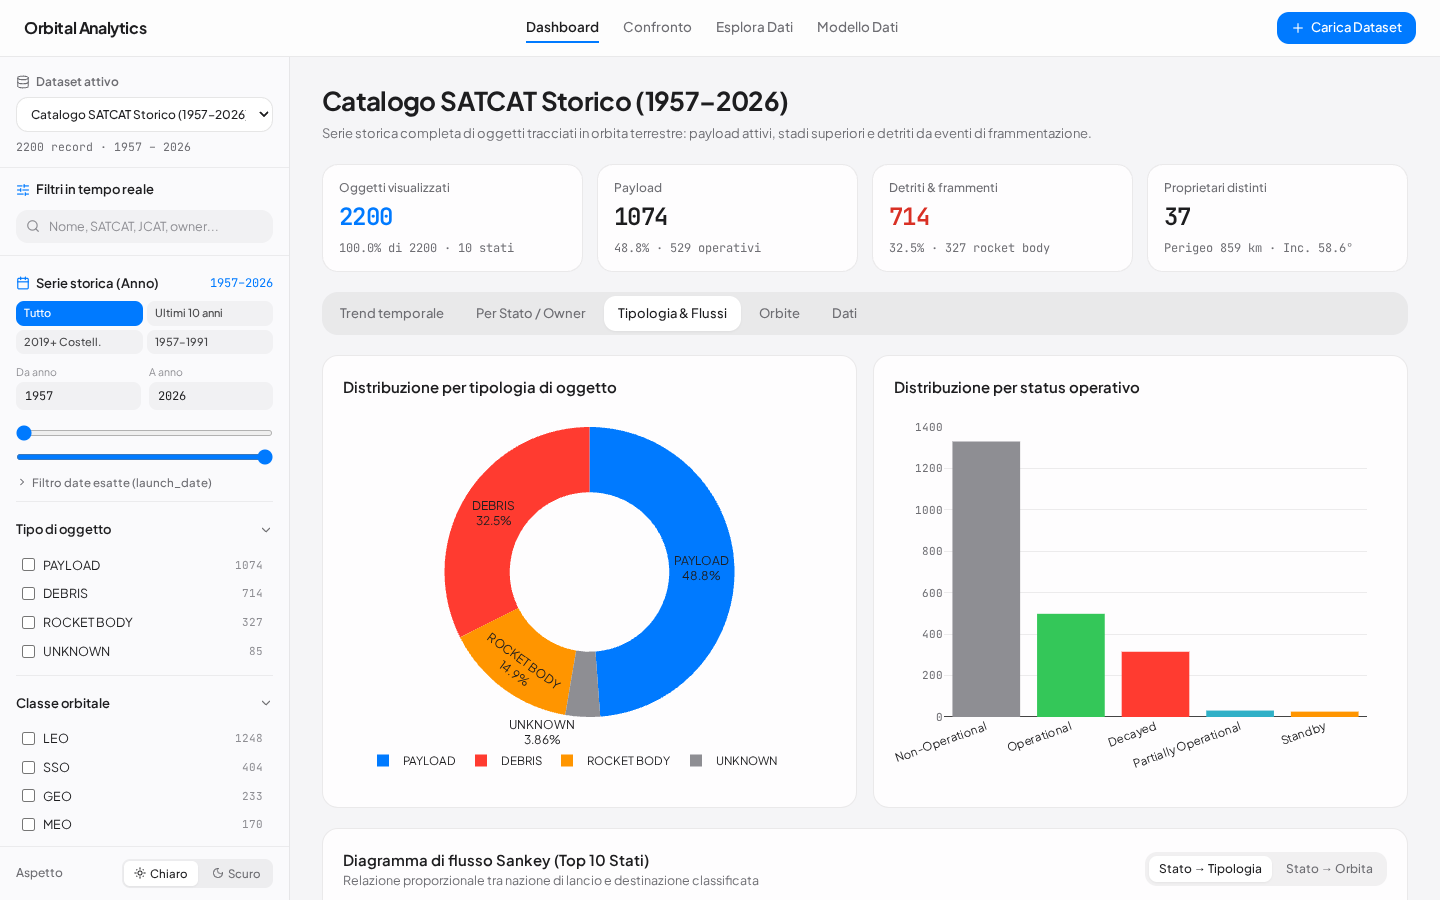 Orbital Analytics
Dashboard
Confronto
Esplora Dati
Modello Dati
Carica Dataset
Dataset attivo
Catalogo SATCAT Storico (1957-2026)
2200 record · 1957 – 2026
Filtri in tempo reale
Nome, SATCAT, JCAT, owner...
Serie storica (Anno)
1957–2026
Tutto
Ultimi 10 anni
2019+ Costell.
1957-1991
Da anno
A anno
1957
2026
Filtro date esatte (launch_date)
Tipo di oggetto
PAYLOAD 1074
DEBRIS 714
ROCKET BODY 327
UNKNOWN 85
Classe orbitale
LEO 1248
SSO 404
GEO 233
MEO 170
Aspetto
Chiaro
Scuro
Catalogo SATCAT Storico (1957–2026)
Serie storica completa di oggetti tracciati in orbita terrestre: payload attivi, stadi superiori e detriti da eventi di frammentazione.
Oggetti visualizzati
2200
100.0% di 2200 · 10 stati
Payload
1074
48.8% · 529 operativi
Detriti & frammenti
714
32.5% · 327 rocket body
Proprietari distinti
37
Perigeo 859 km · Inc. 58.6°
Trend temporale
Per Stato / Owner
Tipologia & Flussi
Orbite
Dati
Distribuzione per tipologia di oggetto
DEBRIS
32.5%
PAYLOAD
48.8%
ROCKET BODY
14.9%
UNKNOWN
3.86%
PAYLOAD
DEBRIS
ROCKET BODY
UNKNOWN
Distribuzione per status operativo
1400
1200
1000
800
600
400
200
0
Non-Operational
Operational
Decayed
Partially Operational
Standby
Diagramma di flusso Sankey (Top 10 Stati)
Relazione proporzionale tra nazione di lancio e destinazione classificata
Stato → Tipologia
Stato → Orbita